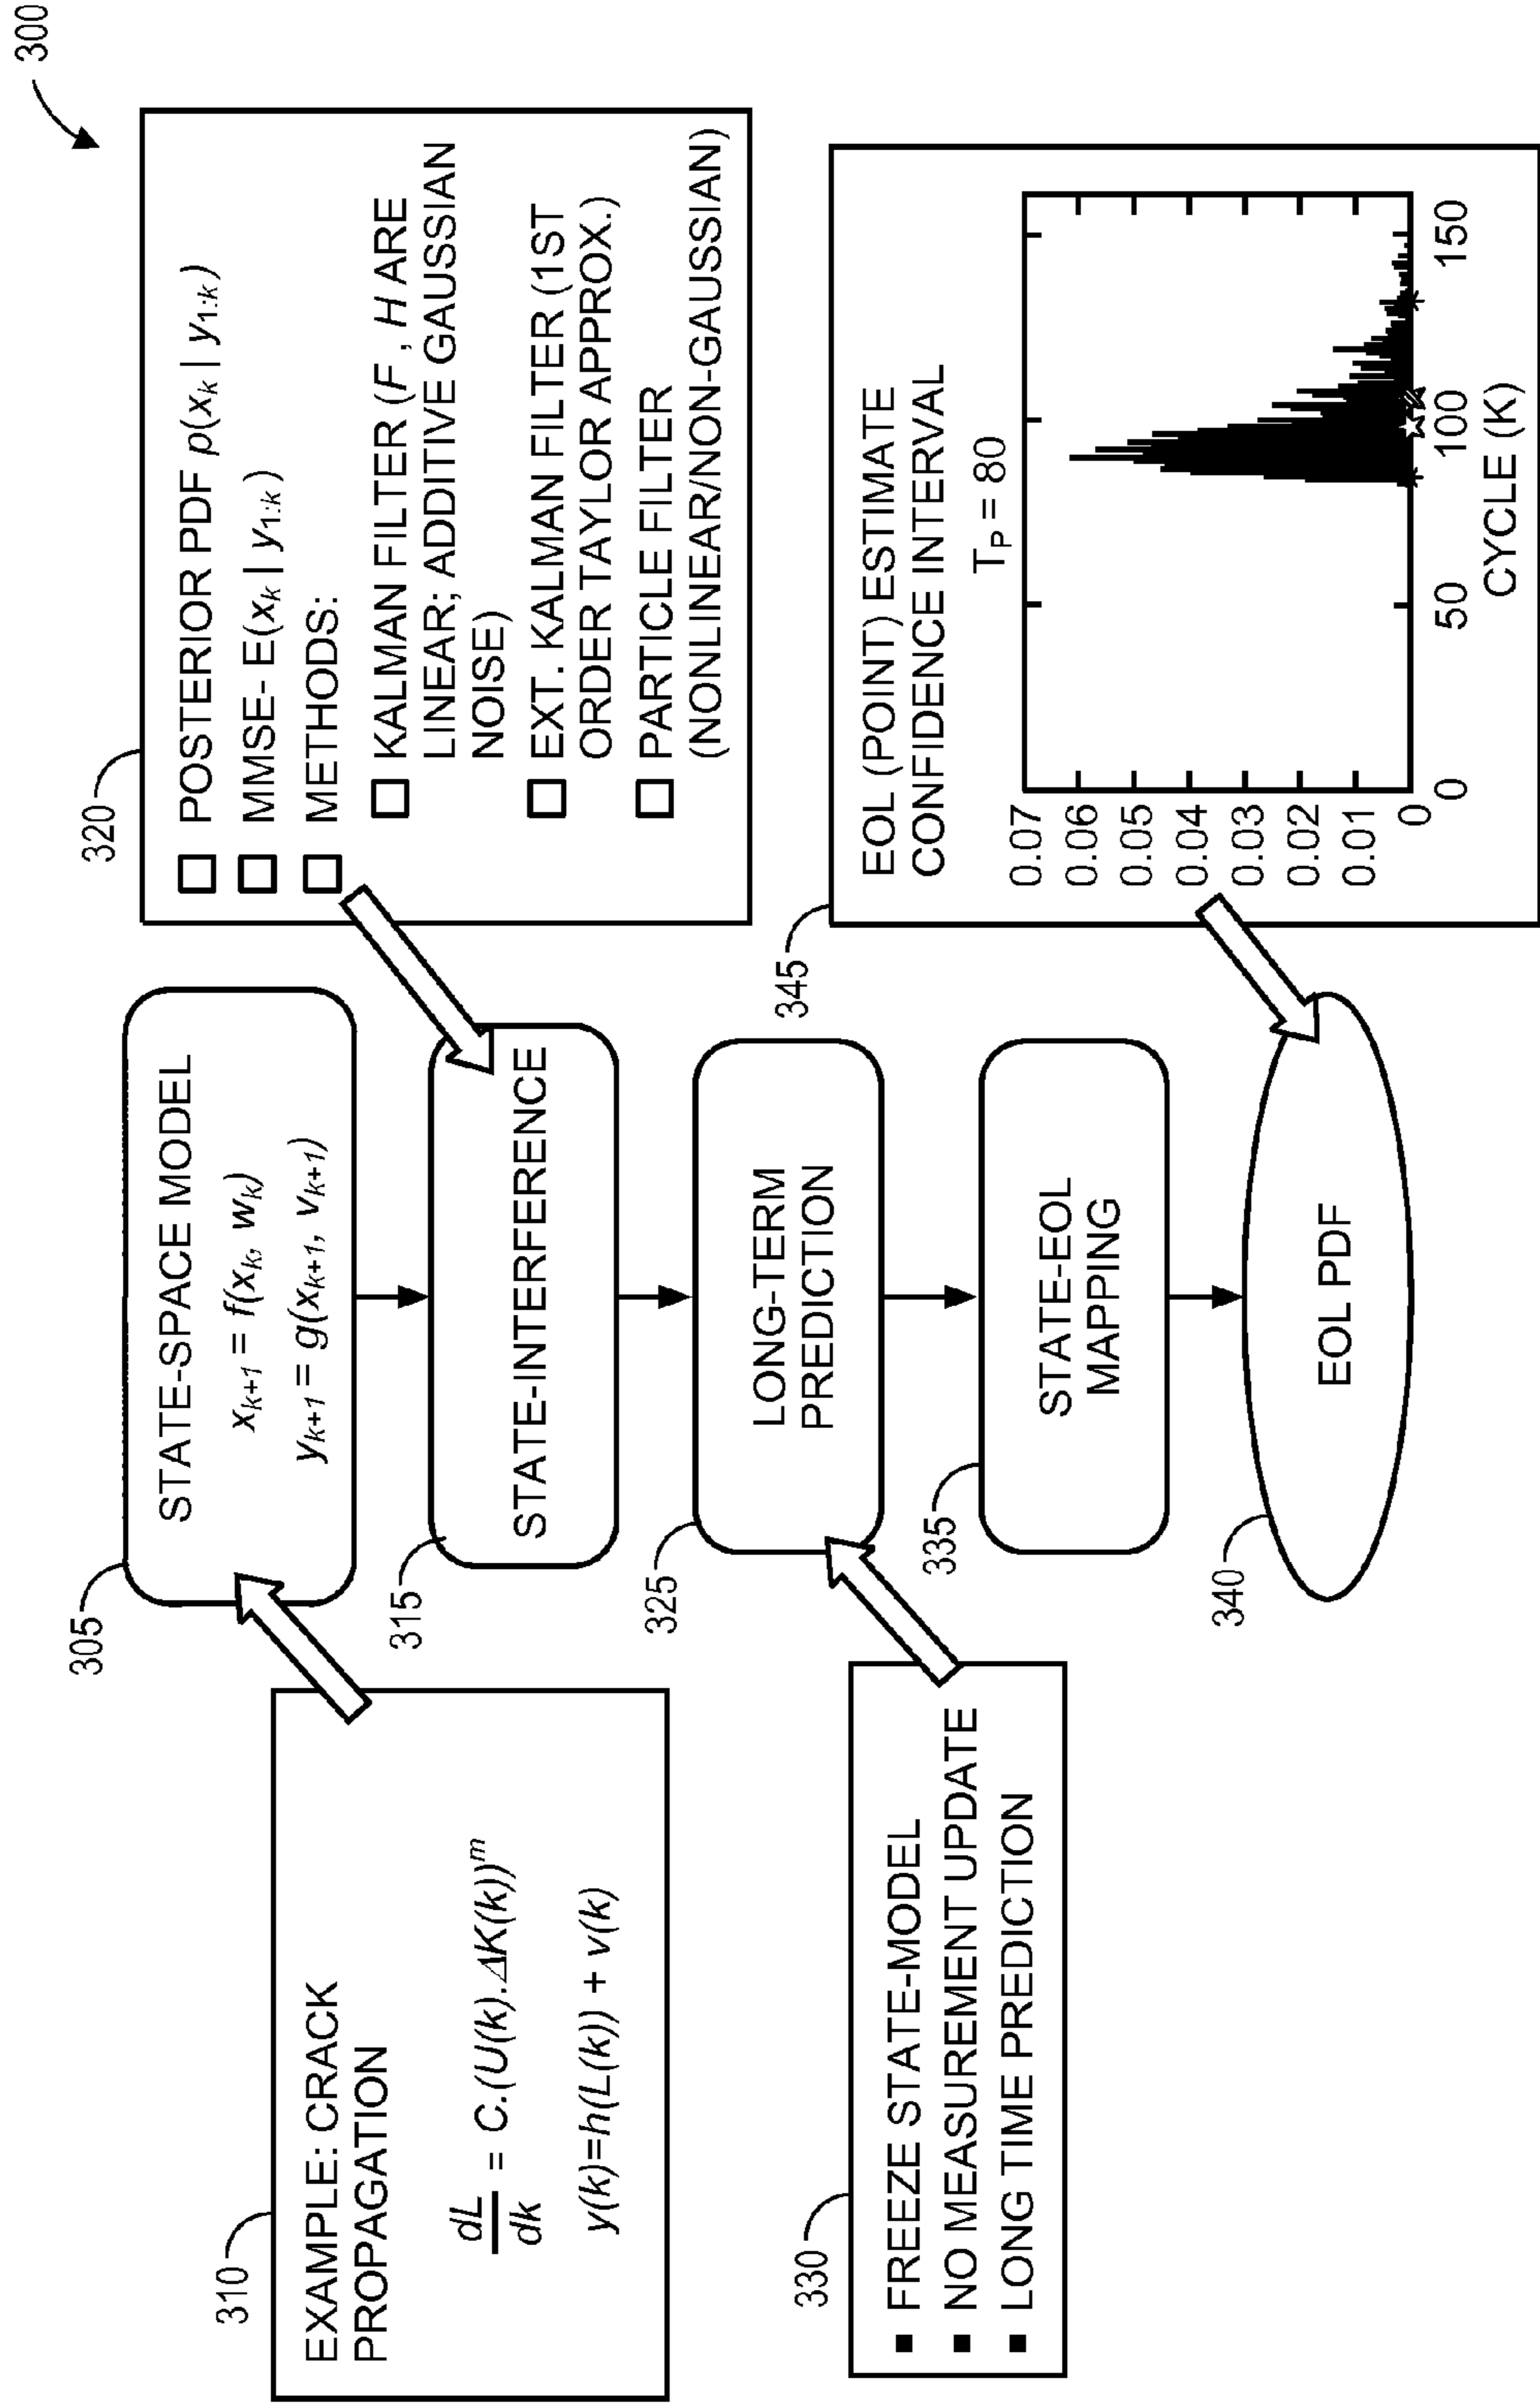 300
305
STATE-SPACE MODEL
xₖ₊₁ = f(xₖ, wₖ)
yₖ₊₁ = g(xₖ₊₁, vₖ₊₁)
310
EXAMPLE: CRACK
PROPAGATION
dL/dk = C.(U(k).ΔK(k))ᵐ
y(k)=h(L(k)) + v(k)
315
STATE-INTERFERENCE
320
POSTERIOR PDF p(xₖ | y₁:ₖ)
MMSE- E(xₖ | y₁:ₖ)
METHODS:
KALMAN FILTER (F , H ARE
LINEAR; ADDITIVE GAUSSIAN
NOISE)
EXT. KALMAN FILTER (1ST
ORDER TAYLOR APPROX.)
PARTICLE FILTER
(NONLINEAR/NON-GAUSSIAN)
325
LONG-TERM
PREDICTION
330
▪ FREEZE STATE-MODEL
▪ NO MEASUREMENT UPDATE
▪ LONG TIME PREDICTION
335
STATE-EOL
MAPPING
340
EOL PDF
345
EOL (POINT) ESTIMATE
CONFIDENCE INTERVAL
T_P = 80
0.07
0.06
0.05
0.04
0.03
0.02
0.01
0
0 50 100 150
CYCLE (K)